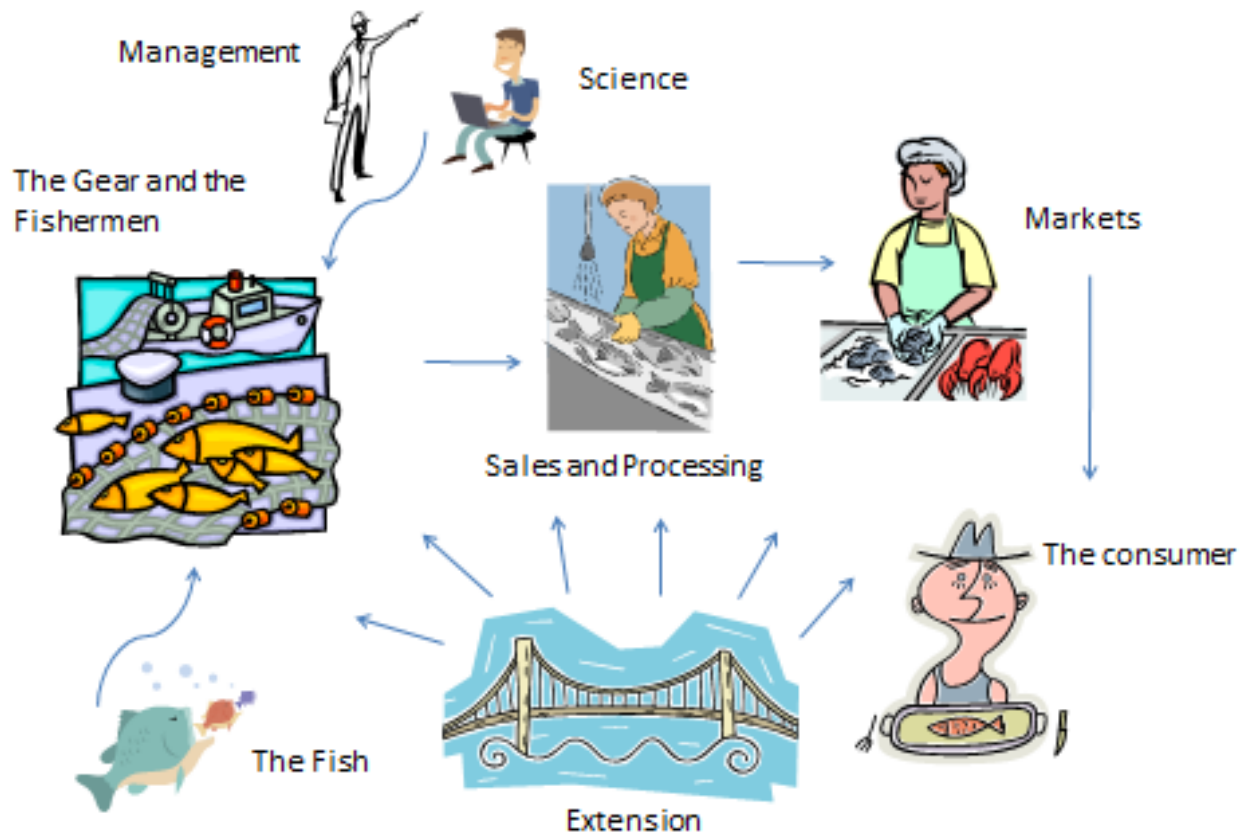 Management
Science
The Gear and the
Fishermen
Markets
Sales and Processing
The consumer
The Fish
Extension